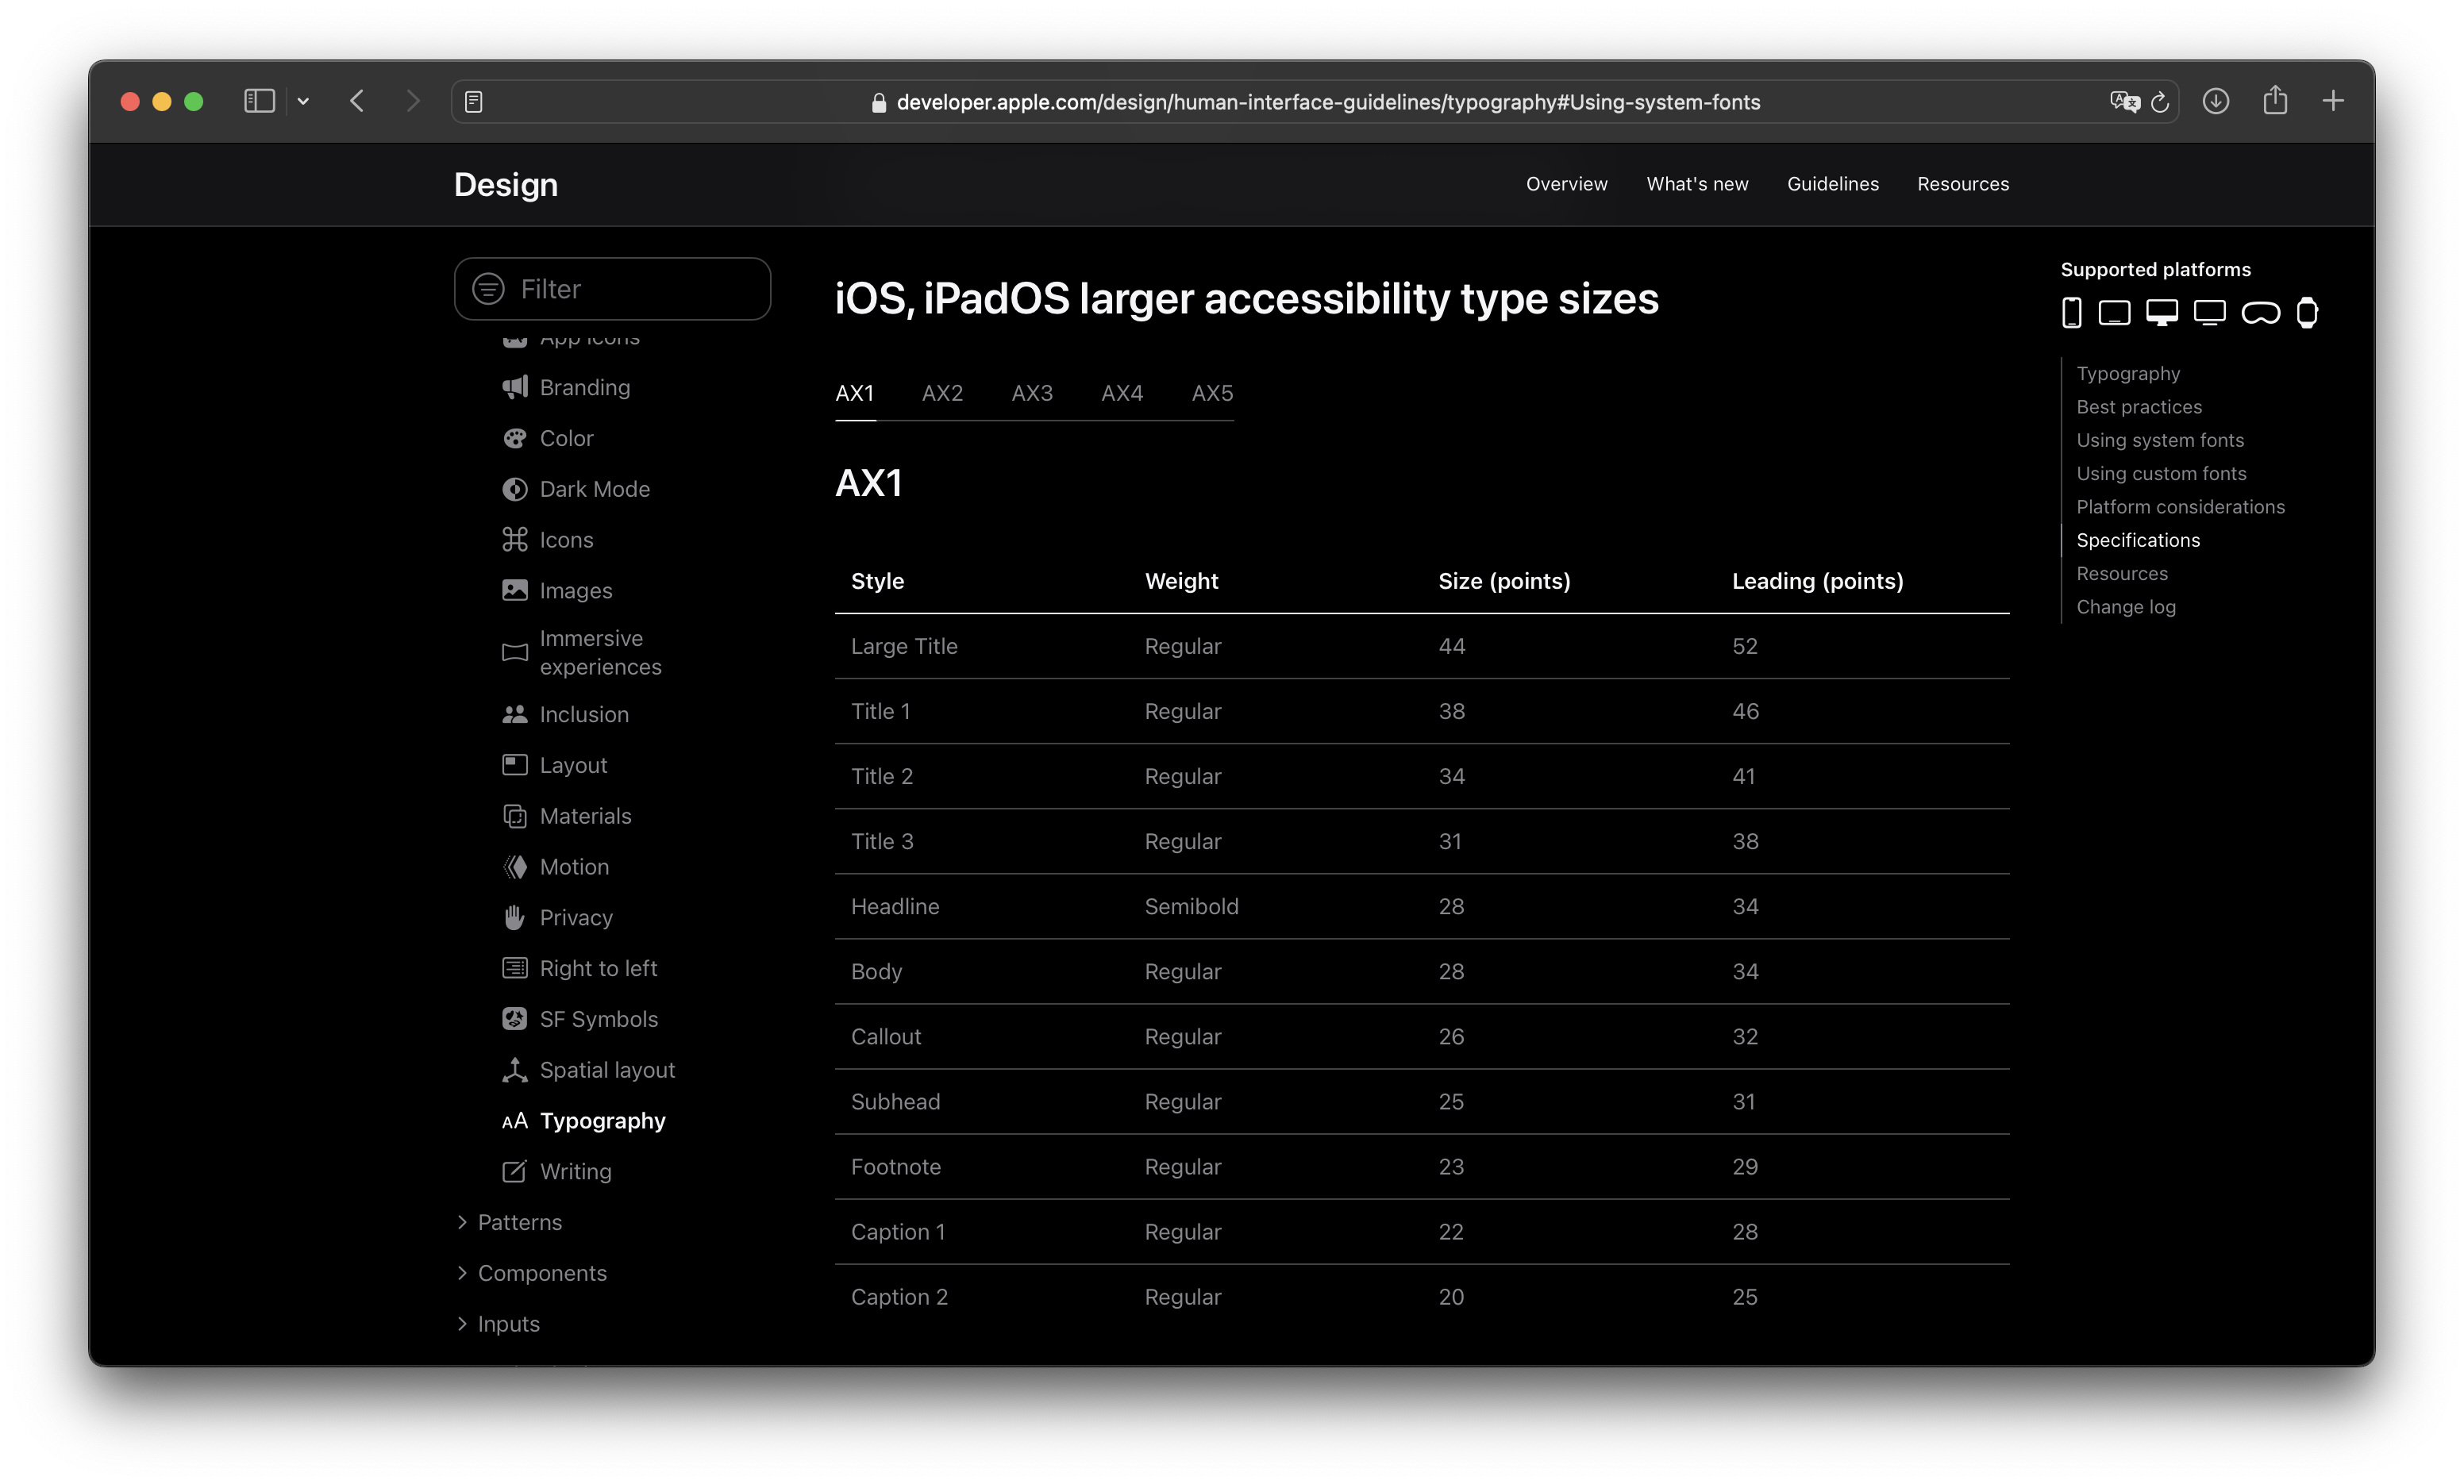 developer.apple.com/design/human-interface-guidelines/typography#Using-system-fonts
Design
Overview What's new Guidelines Resources
Filter
App icons
Branding
Color
Dark Mode
Icons
Images
Immersive
experiences
Inclusion
Layout
Materials
Motion
Privacy
Right to left
SF Symbols
Spatial layout
AA Typography
Writing
Patterns
Components
Inputs
iOS, iPadOS larger accessibility type sizes
AX1 AX2 AX3 AX4 AX5
AX1
Style Weight Size (points) Leading (points)
Large Title Regular 44 52
Title 1 Regular 38 46
Title 2 Regular 34 41
Title 3 Regular 31 38
Headline Semibold 28 34
Body Regular 28 34
Callout Regular 26 32
Subhead Regular 25 31
Footnote Regular 23 29
Caption 1 Regular 22 28
Caption 2 Regular 20 25
Supported platforms
Typography
Best practices
Using system fonts
Using custom fonts
Platform considerations
Specifications
Resources
Change log